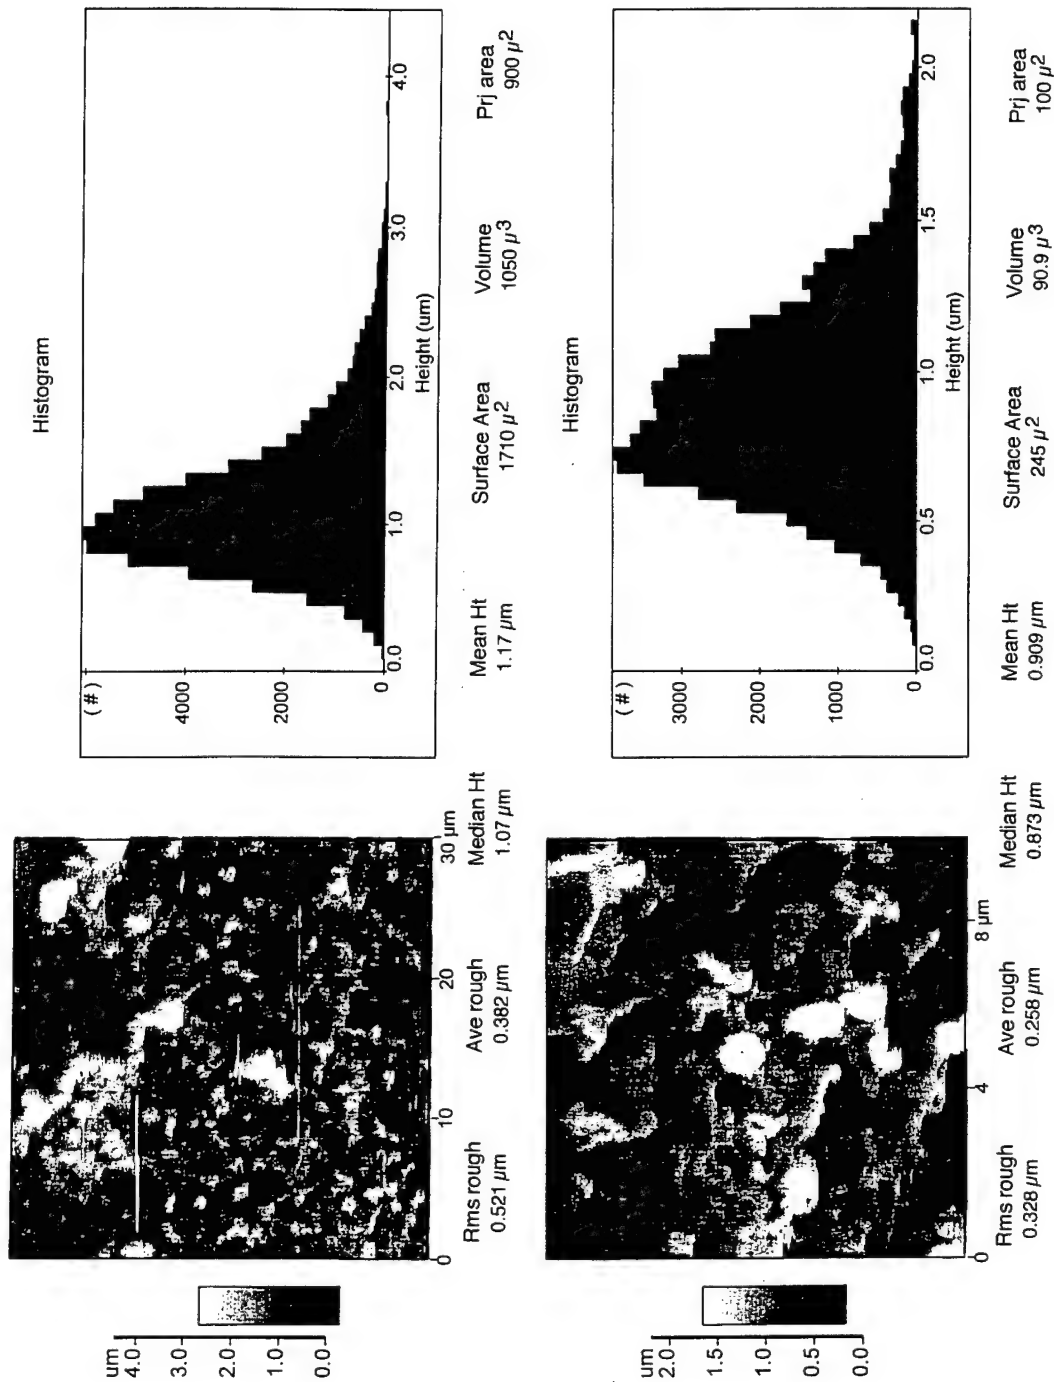 um
4.0
3.0
2.0
1.0
0.0
0
10
20
30 µm
Rms rough
0.521 µm
Ave rough
0.382 µm
Median Ht
1.07 µm
Histogram
(#)
4000
2000
0
0.0
1.0
2.0
3.0
4.0
Height (um)
Mean Ht
1.17 µm
Surface Area
1710 µ2
Volume
1050 µ3
Prj area
900 µ2
um
2.0
1.5
1.0
0.5
0.0
0
4
8 µm
Rms rough
0.328 µm
Ave rough
0.258 µm
Median Ht
0.873 µm
Histogram
(#)
3000
2000
1000
0
0.0
0.5
1.0
1.5
2.0
Height (um)
Mean Ht
0.909 µm
Surface Area
245 µ2
Volume
90.9 µ3
Prj area
100 µ2